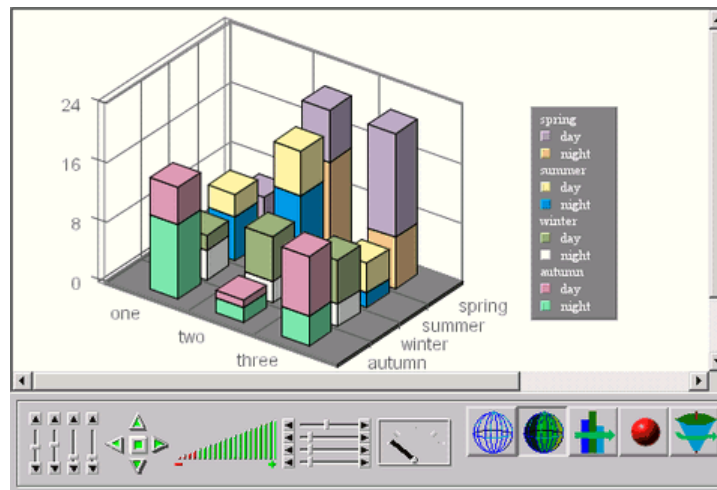 24
16
8
0
one
two
three
spring
summer
winter
autumn
spring
day
night
summer
day
night
winter
day
night
autumn
day
night